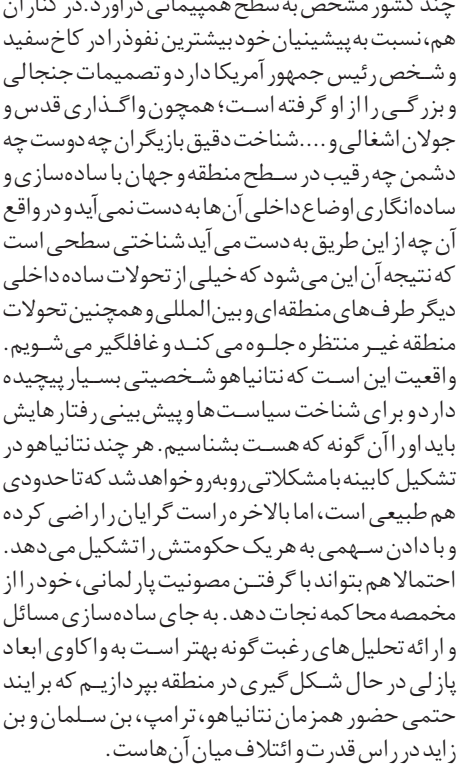 چند کشور مشخص به سطح همپیمانی درآورد. در کنار آن
هم، نسبت به پیشینیان خود بیشترین نفوذ را در کاخ سفید
و شخص رئیس جمهور آمریکا دارد و تصمیمات جنجالی
و بزرگی را از او گرفته است؛ همچون واگذاری قدس و
جولان اشغالی و .... شناخت دقیق بازیگران چه دوست چه
دشمن چه رقیب در سطح منطقه و جهان با ساده‌سازی و
ساده‌انگاری اوضاع داخلی آن‌ها به دست نمی‌آید و در واقع
آن چه از این طریق به دست می آید شناختی سطحی است
که نتیجه آن این می‌شود که خیلی از تحولات ساده داخلی
دیگر طرف‌های منطقه‌ای و بین المللی و همچنین تحولات
منطقه غیر منتظره جلوه می کند و غافلگیر می شویم.
واقعیت این است که نتانیاهو شخصیتی بسیار پیچیده
دارد و برای شناخت سیاست‌ها و پیش بینی رفتارهایش
باید او را آن گونه که هست بشناسیم. هر چند نتانیاهو در
تشکیل کابینه با مشکلاتی روبه‌رو خواهد شد که تا حدودی
هم طبیعی است، اما بالاخره راست گرایان را راضی کرده
و با دادن سهمی به هر یک حکومتش را تشکیل می‌دهد.
احتمالا هم بتواند با گرفتن مصونیت پارلمانی، خود را از
مخمصه محاکمه نجات دهد. به جای ساده‌سازی مسائل
و ارائه تحلیل‌های رغبت‌گونه بهتر است به واکاوی ابعاد
پازلی در حال شکل گیری در منطقه بپردازیم که برایند
حتمی حضور همزمان نتانیاهو، ترامپ، بن سلمان و بن
زاید در راس قدرت و ائتلاف میان آن‌هاست.